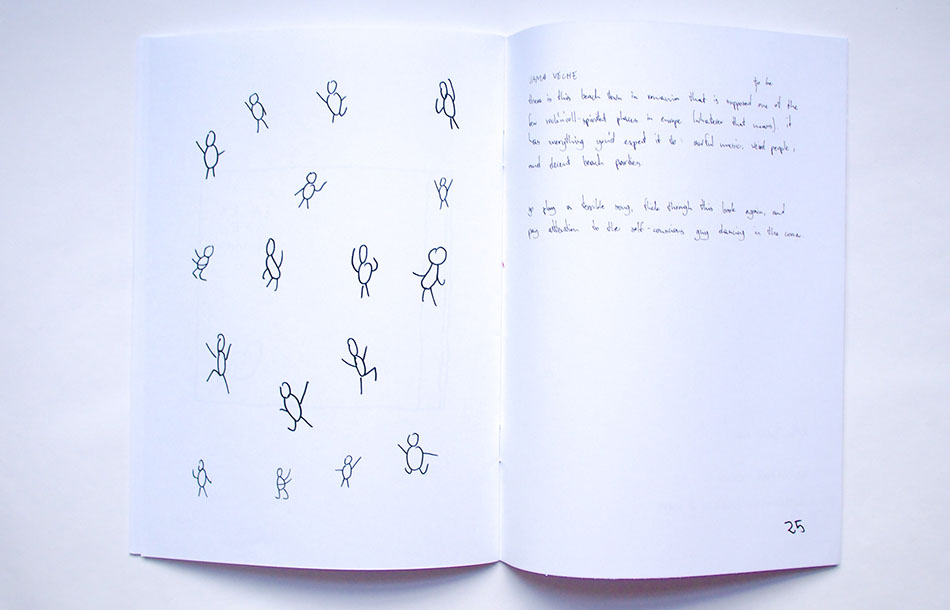 VAMA VECHE
to be
there is this beach town in romania that is supposed one of the
few rock'n'roll-spirited places in europe (whatever that means). it
has everything you'd expect it to: awful music, weird people,
and decent beach parties.
go play a terrible song, flick through this book again, and
pay attention to the self-conscious guy dancing in the corner
25